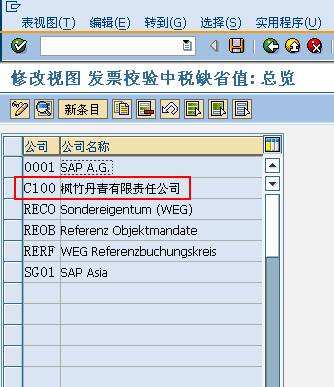 表视图(T) 编辑(E) 转到(G) 选择(S) 实用程序(U)
修改视图 发票校验中税缺省值: 总览
新条目
公司 公司名称
0001 SAP A.G.
C100 枫竹丹青有限责任公司
RECO Sondereigentum (WEG)
REOB Referenz Objektmandate
RERF WEG Referenzbuchungskreis
SG01 SAP Asia